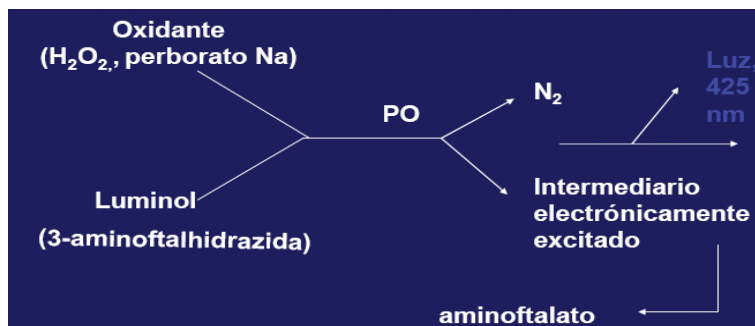 Oxidante
(H₂O₂,, perborato Na)
Luz,
425
nm
N₂
PO
Luminol
(3-aminoftalhidrazida)
Intermediario
electrónicamente
excitado
aminoftalato